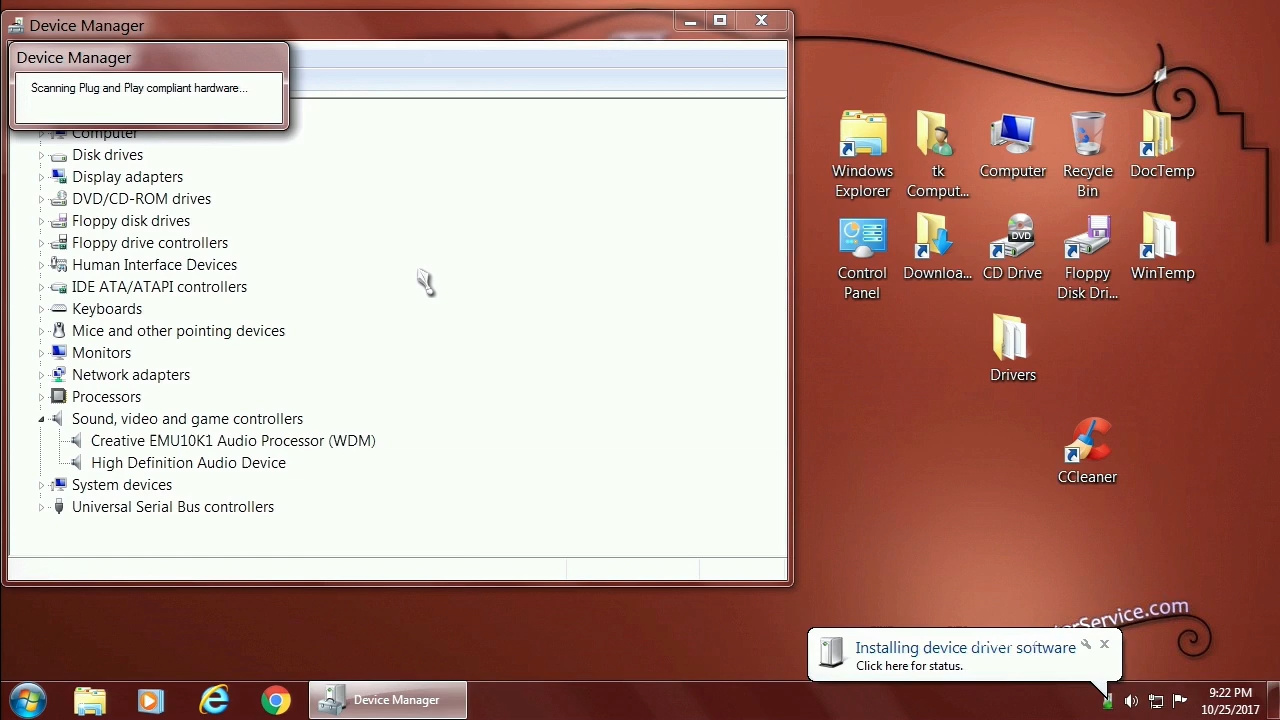 Device Manager
Device Manager
Scanning Plug and Play compliant hardware...
Computer
Disk drives
Display adapters
DVD/CD-ROM drives
Floppy disk drives
Floppy drive controllers
Human Interface Devices
IDE ATA/ATAPI controllers
Keyboards
Mice and other pointing devices
Monitors
Network adapters
Processors
Sound, video and game controllers
Creative EMU10K1 Audio Processor (WDM)
High Definition Audio Device
System devices
Universal Serial Bus controllers
Windows
Explorer
tk
Comput...
Computer
Recycle
Bin
DocTemp
Control
Panel
Downloa...
CD Drive
DVD
Floppy
Disk Dri...
WinTemp
Drivers
CCleaner
erService.com
Installing device driver software
Click here for status.
Device Manager
9:22 PM
10/25/2017